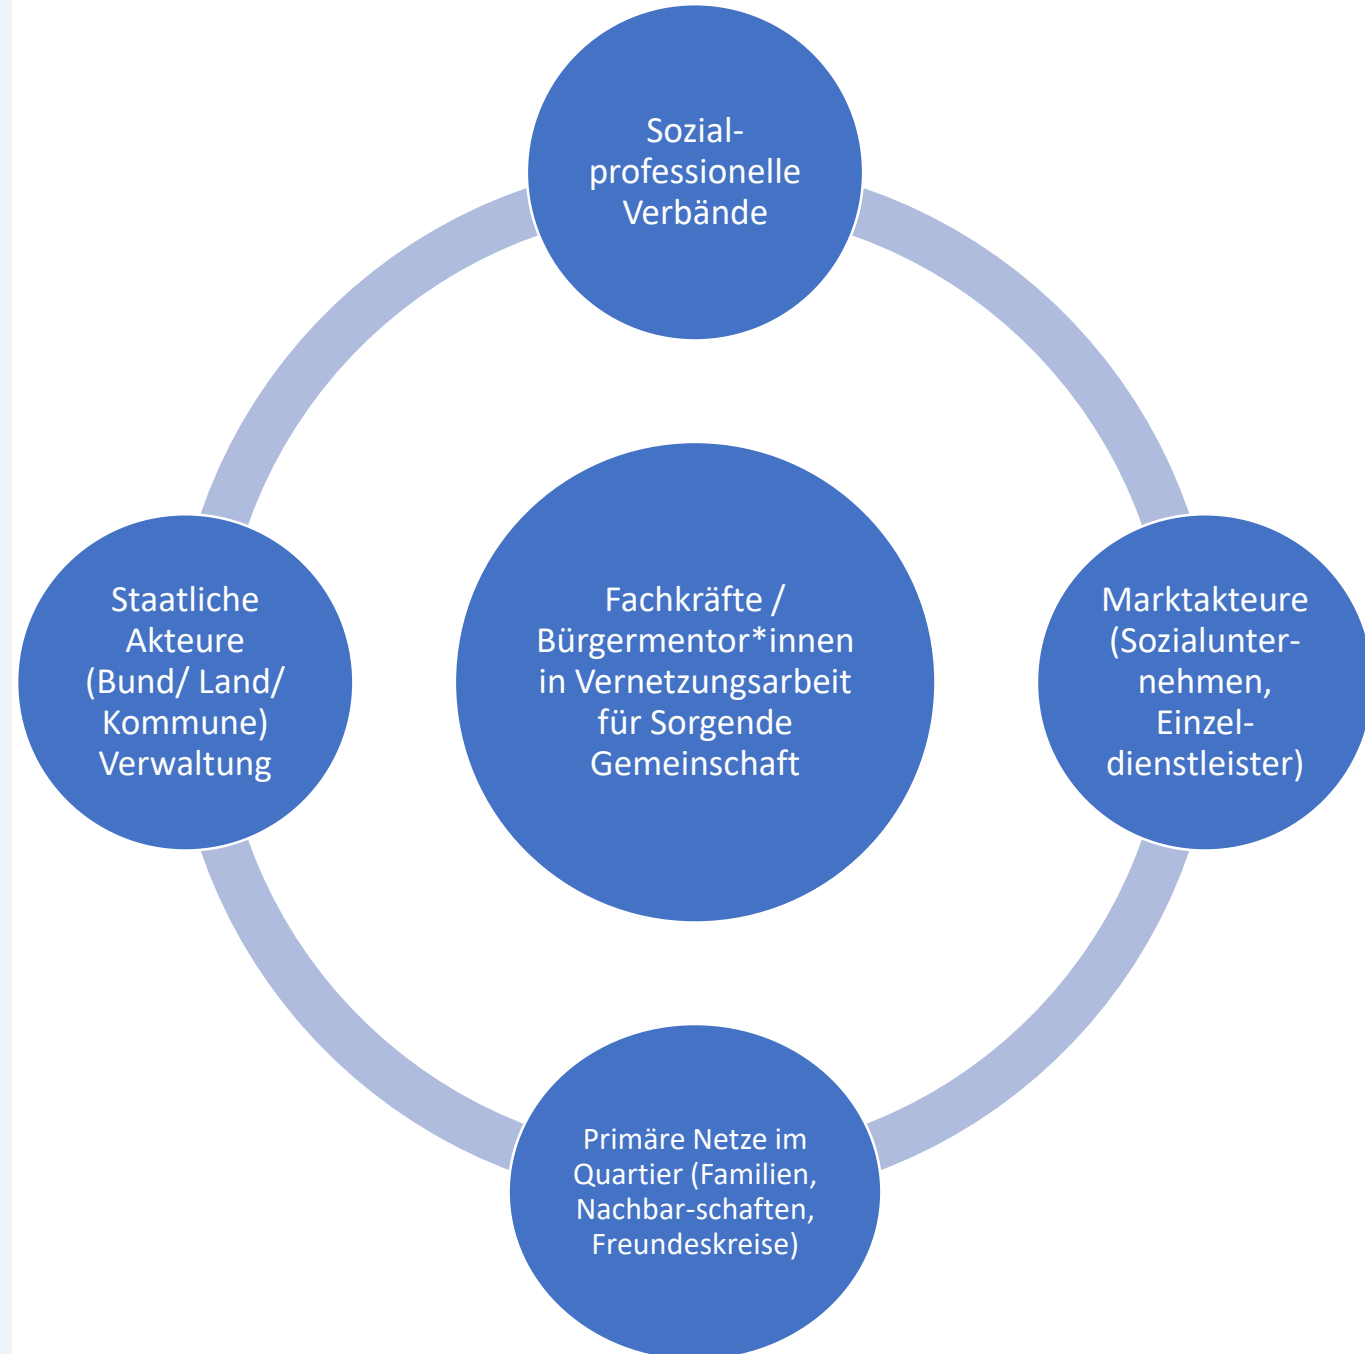 Sozial-
professionelle
Verbände
Staatliche
Akteure
(Bund/ Land/
Kommune)
Verwaltung
Fachkräfte /
Bürgermentor*innen
in Vernetzungsarbeit
für Sorgende
Gemeinschaft
Marktakteure
(Sozialunter-
nehmen,
Einzel-
dienstleister)
Primäre Netze im
Quartier (Familien,
Nachbar-schaften,
Freundeskreise)